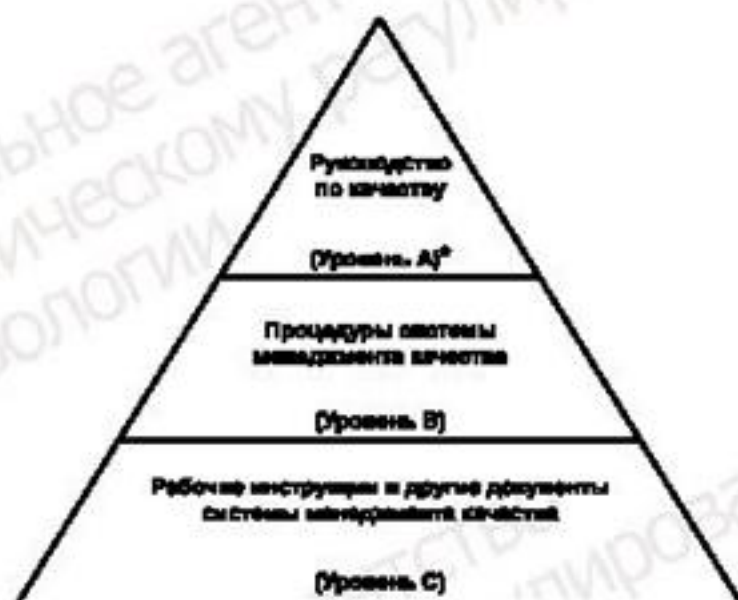 Руководство
по качеству
(Уровень А)*
Процедуры системы
менеджмента качества
(Уровень В)
Рабочие инструкции и другие документы
системы менеджмента качества
(Уровень С)